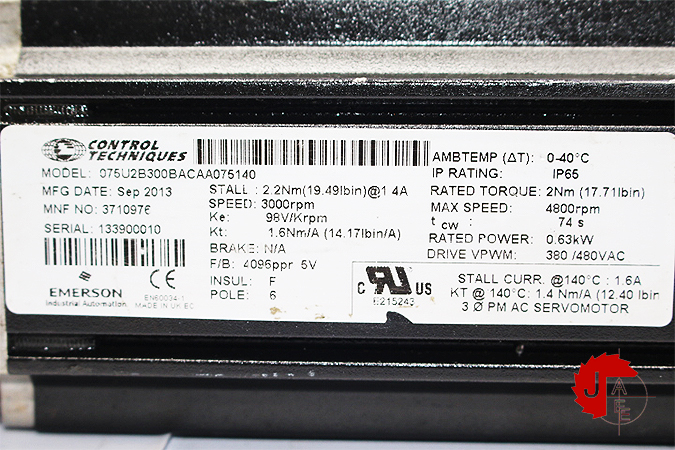 CONTROL TECHNIQUES
MODEL: 075U2B300BACAA075140
MFG DATE: Sep 2013
MNF NO: 3710976
SERIAL: 133900010
EMERSON
Industrial Automation.
CE
EN60034-1
MADE IN UK EC
STALL : 2.2Nm(19.49lbin)@1 4A
SPEED: 3000rpm
Ke: 98V/Krpm
Kt: 1.6Nm/A (14.17lbin/A)
BRAKE: N/A
F/B: 4096ppr 5V
INSUL: F
POLE: 6
AMBTEMP (ΔT): 0-40°C
IP RATING: IP65
RATED TORQUE: 2Nm (17.71lbin)
MAX SPEED: 4800rpm
t cw : 74 s
RATED POWER: 0.63kW
DRIVE VPWM: 380 /480VAC
C RU US
E215243
STALL CURR. @140°C : 1.6A
KT @ 140°C: 1.4 Nm/A (12.40 lbin
3 Ø PM AC SERVOMOTOR
J